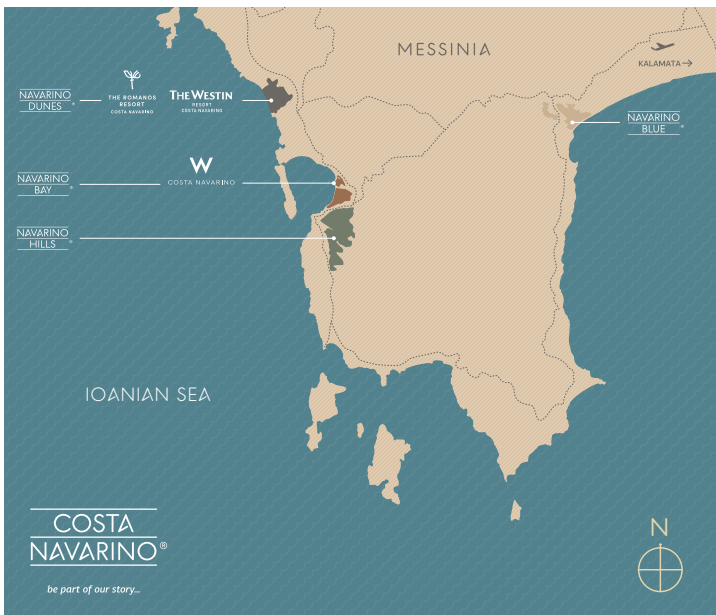 MESSINIA
KALAMATA→
NAVARINO
DUNES®
THE ROMANOS
RESORT
COSTA NAVARINO
THE WESTIN
RESORT
COSTA NAVARINO
NAVARINO
BLUE®
W
COSTA NAVARINO
NAVARINO
BAY®
NAVARINO
HILLS®
IOANIAN SEA
COSTA
NAVARINO®
be part of our story...
N